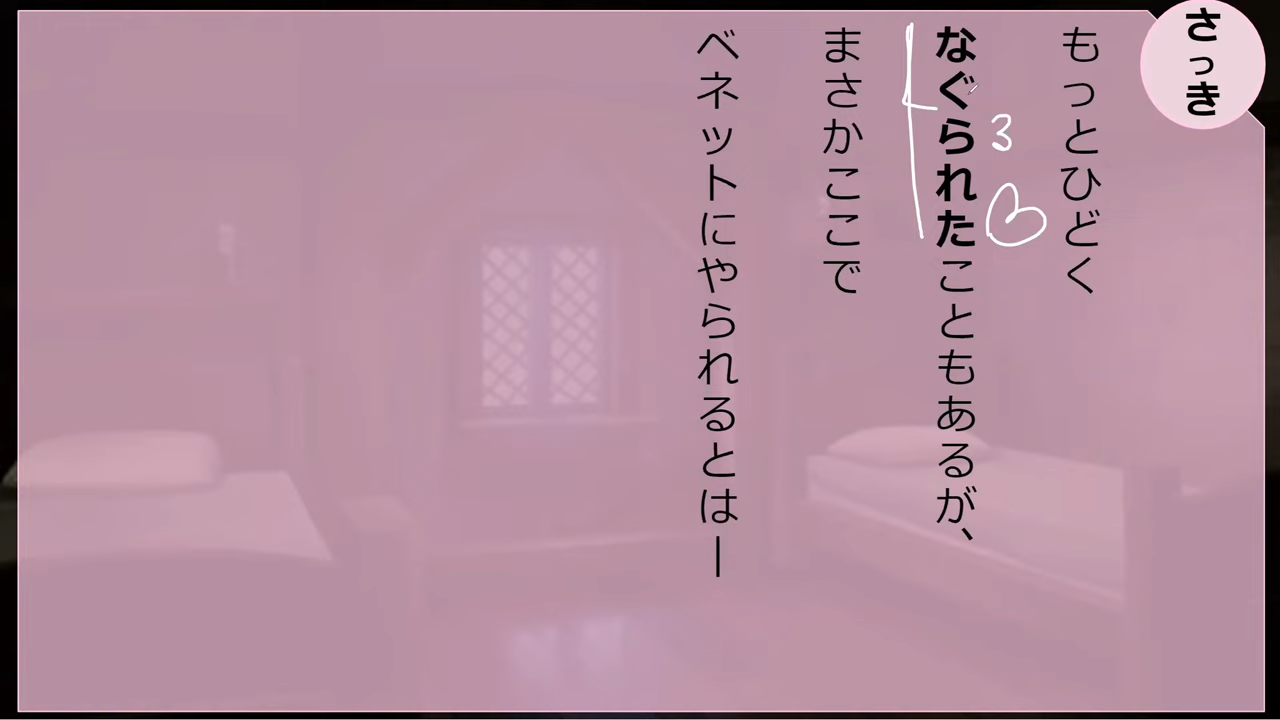 さっき
もっとひどく
なぐられたこともあるが、
3
まさかここで
ベネットにやられるとはー